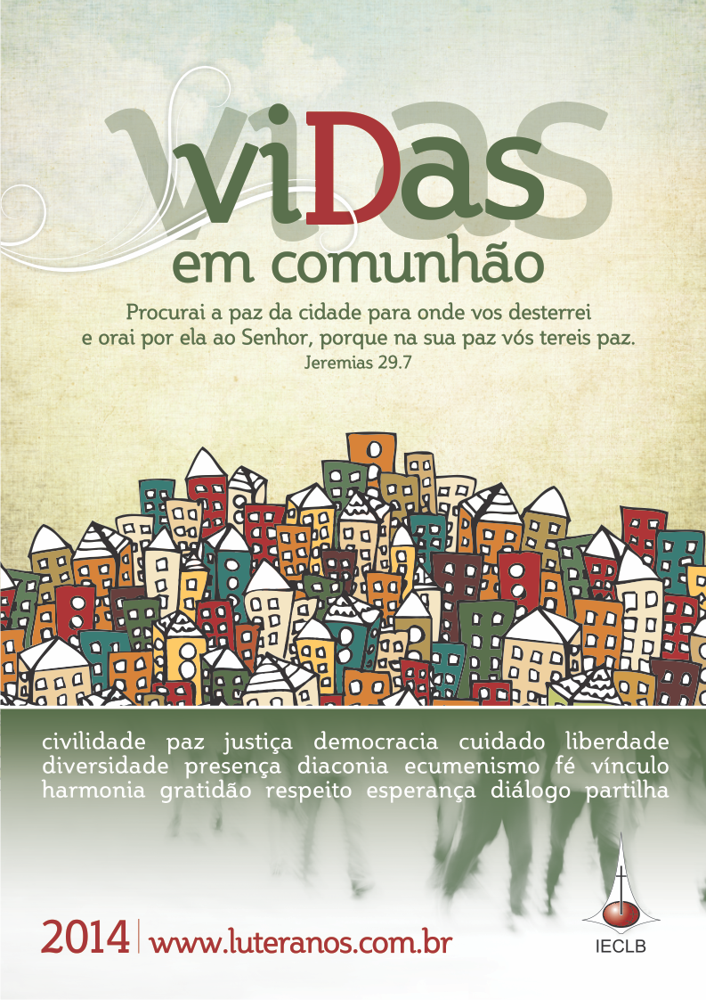 viDas
em comunhão
Procurai a paz da cidade para onde vos desterrei
e orai por ela ao Senhor, porque na sua paz vós tereis paz.
Jeremias 29.7
civilidade paz justiça democracia cuidado liberdade
diversidade presença diaconia ecumenismo fé vínculo
harmonia gratidão respeito esperança diálogo partilha
2014 | www.luteranos.com.br
IECLB